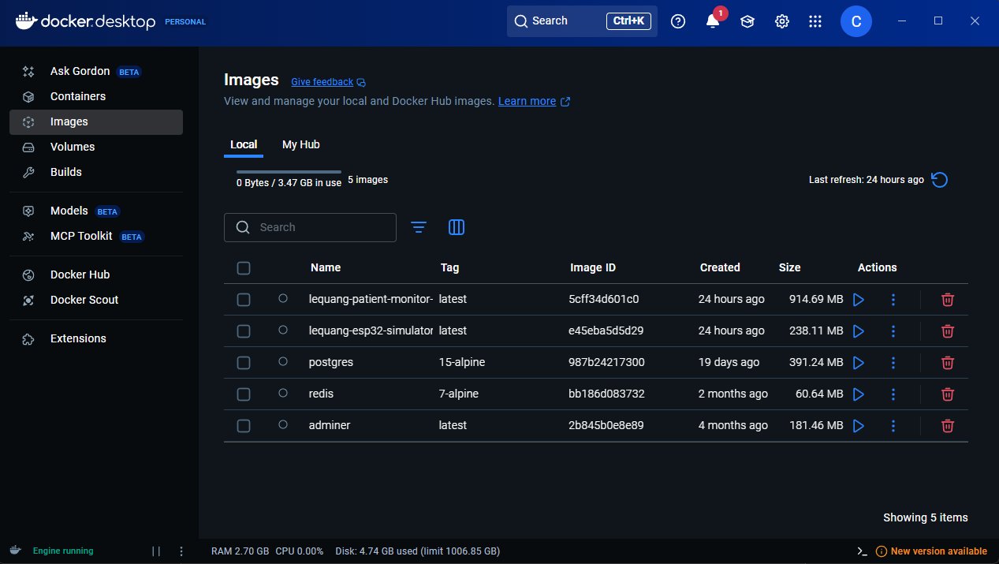 docker.desktop PERSONAL Search Ctrl+K 1 C
Ask Gordon BETA
Containers
Images
Volumes
Builds
Models BETA
MCP Toolkit BETA
Docker Hub
Docker Scout
Extensions
Images Give feedback
View and manage your local and Docker Hub images. Learn more
Local My Hub
0 Bytes / 3.47 GB in use 5 images Last refresh: 24 hours ago
Search
Name Tag Image ID Created Size Actions
lequang-patient-monitor- latest 5cff34d601c0 24 hours ago 914.69 MB
lequang-esp32-simulator latest e45eba5d5d29 24 hours ago 238.11 MB
postgres 15-alpine 987b24217300 19 days ago 391.24 MB
redis 7-alpine bb186d083732 2 months ago 60.64 MB
adminer latest 2b845b0e8e89 4 months ago 181.46 MB
Showing 5 items
Engine running RAM 2.70 GB CPU 0.00% Disk: 4.74 GB used (limit 1006.85 GB) New version available